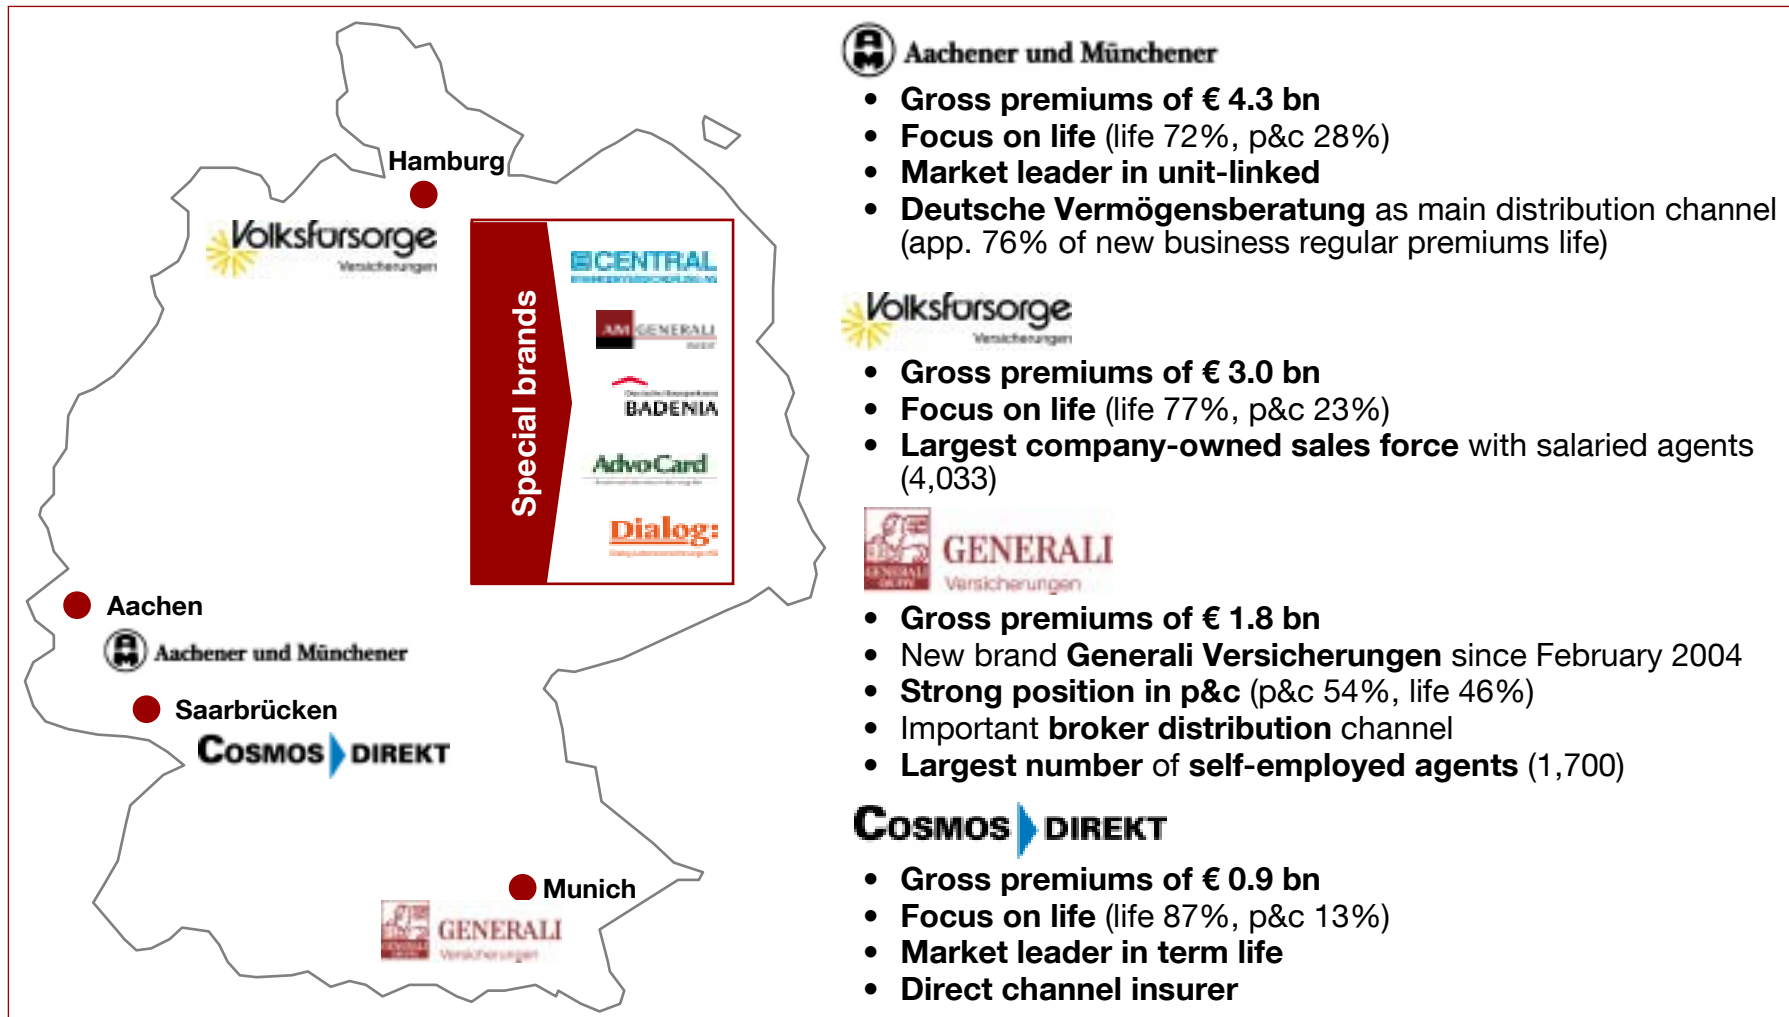 Hamburg
Volksfürsorge
Versicherungen
Special brands
CENTRAL
AM GENERALI
INVEST
BADENIA
AdvoCard
Dialog:
Aachen
Aachener und Münchener
Saarbrücken
COSMOS DIREKT
Munich
GENERALI
Versicherungen
Aachener und Münchener
• Gross premiums of € 4.3 bn
• Focus on life (life 72%, p&c 28%)
• Market leader in unit-linked
• Deutsche Vermögensberatung as main distribution channel
(app. 76% of new business regular premiums life)
Volksfürsorge
Versicherungen
• Gross premiums of € 3.0 bn
• Focus on life (life 77%, p&c 23%)
• Largest company-owned sales force with salaried agents
(4,033)
GENERALI
Versicherungen
• Gross premiums of € 1.8 bn
• New brand Generali Versicherungen since February 2004
• Strong position in p&c (p&c 54%, life 46%)
• Important broker distribution channel
• Largest number of self-employed agents (1,700)
COSMOS DIREKT
• Gross premiums of € 0.9 bn
• Focus on life (life 87%, p&c 13%)
• Market leader in term life
• Direct channel insurer